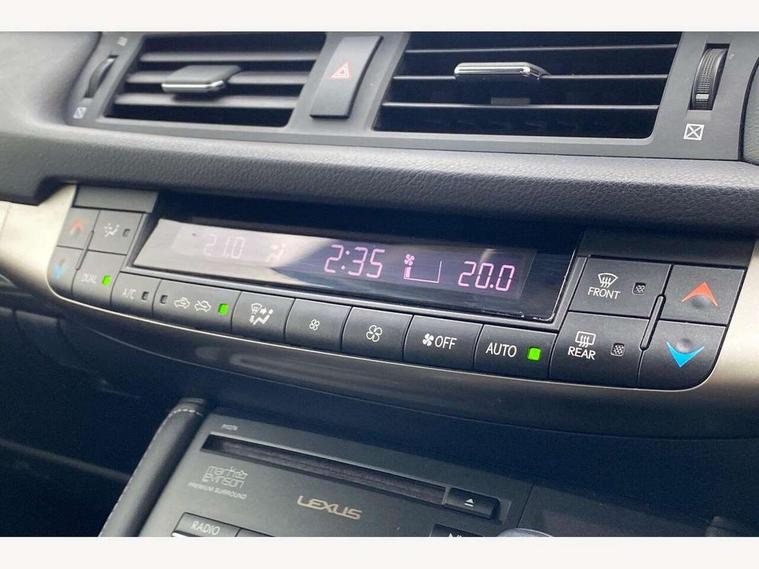 21.0 2:35 20.0
FRONT
DUAL A/C OFF AUTO REAR
mark levinson
PREMIUM SURROUND
LEXUS
RADIO